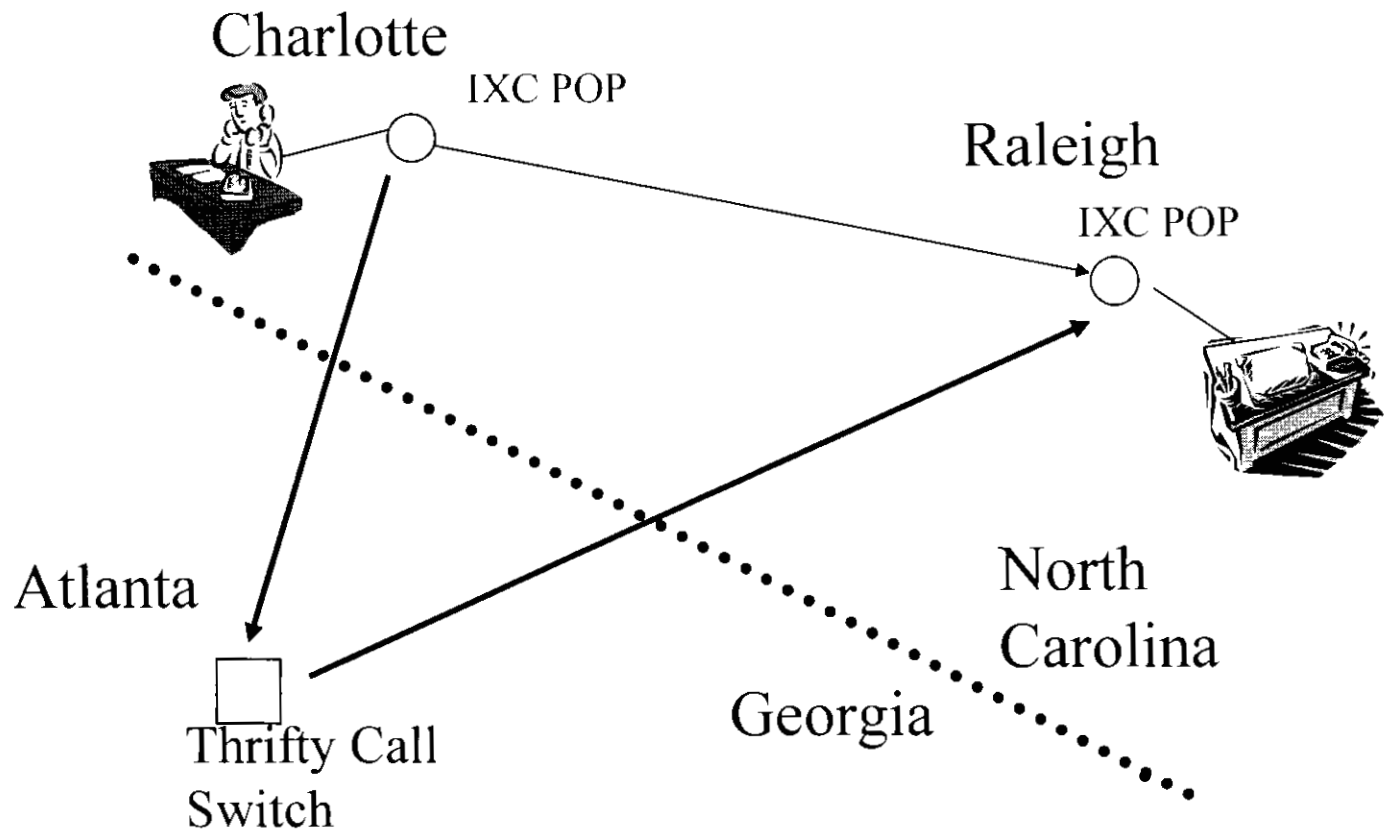 Charlotte
IXC POP
Raleigh
IXC POP
Atlanta
North
Carolina
Georgia
Thrifty Call
Switch